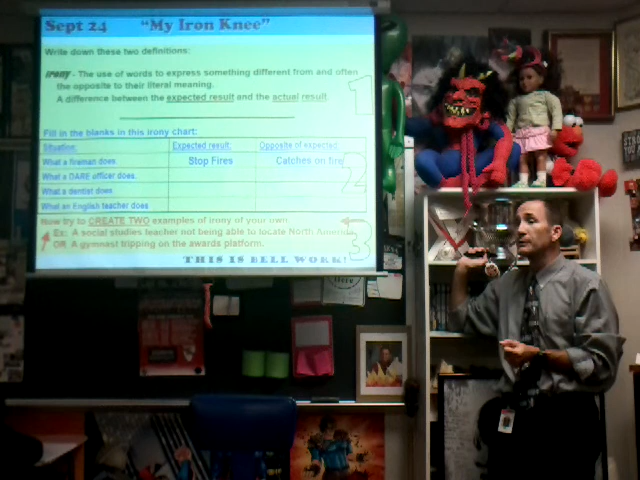 Sept 24 "My Iron Knee"
Write down these two definitions:
irony - The use of words to express something different from and often
the opposite to their literal meaning.
A difference between the expected result and the actual result.
1
Fill in the blanks in this irony chart:
Situation: Expected result: Opposite of expected
What a fireman does. Stop Fires Catches on fire
What a DARE officer does.
What a dentist does.
What an English teacher does
2
Now try to CREATE TWO examples of irony of your own.
Ex: A social studies teacher not being able to locate North America
OR A gymnast tripping on the awards platform.
3
THIS IS BELL WORK!